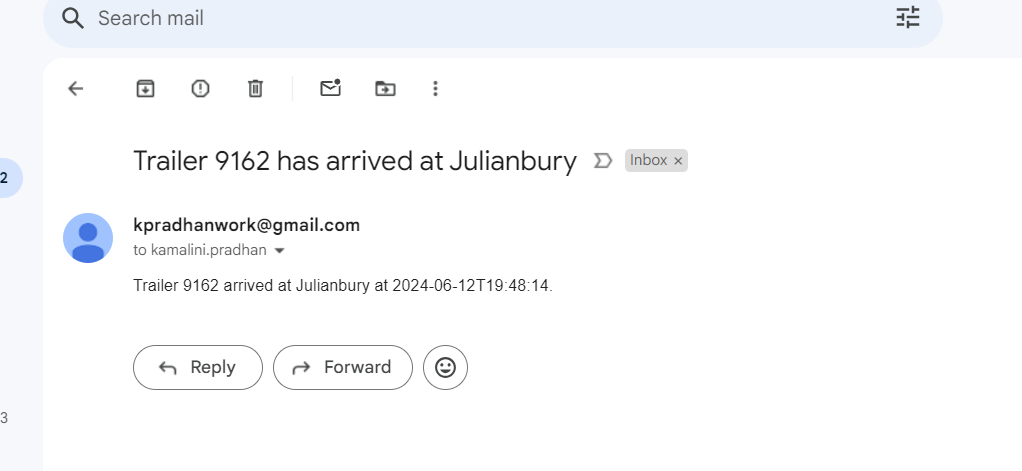 Search mail
Trailer 9162 has arrived at Julianbury Inbox ×
2
kpradhanwork@gmail.com
to kamalini.pradhan
Trailer 9162 arrived at Julianbury at 2024-06-12T19:48:14.
Reply Forward
3